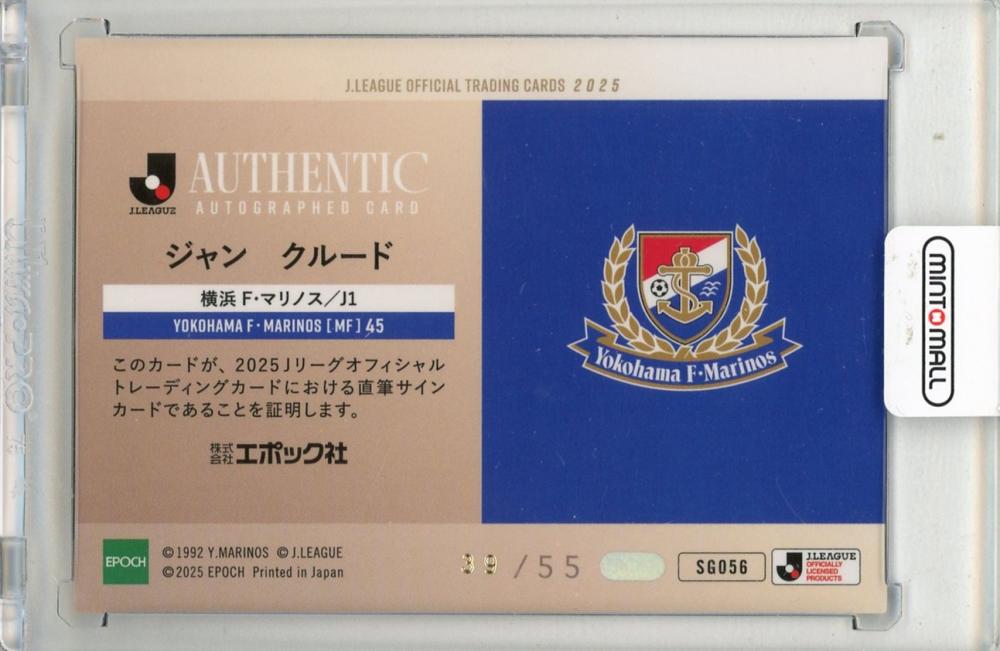 J.LEAGUE OFFICIAL TRADING CARDS 2025
J.LEAGUE
AUTHENTIC
AUTOGRAPHED CARD
ジャン クルード
横浜 F・マリノス/J1
YOKOHAMA F・MARINOS [MF] 45
このカードが、2025 Jリーグオフィシャル
トレーディングカードにおける直筆サイン
カードであることを証明します。
株式会社 エポック社
Yokohama F・Marinos
MINT MALL
EPOCH
©1992 Y.MARINOS ©J.LEAGUE
©2025 EPOCH Printed in Japan
39/55
SG056
J.LEAGUE
OFFICIALLY
LICENSED
PRODUCTS